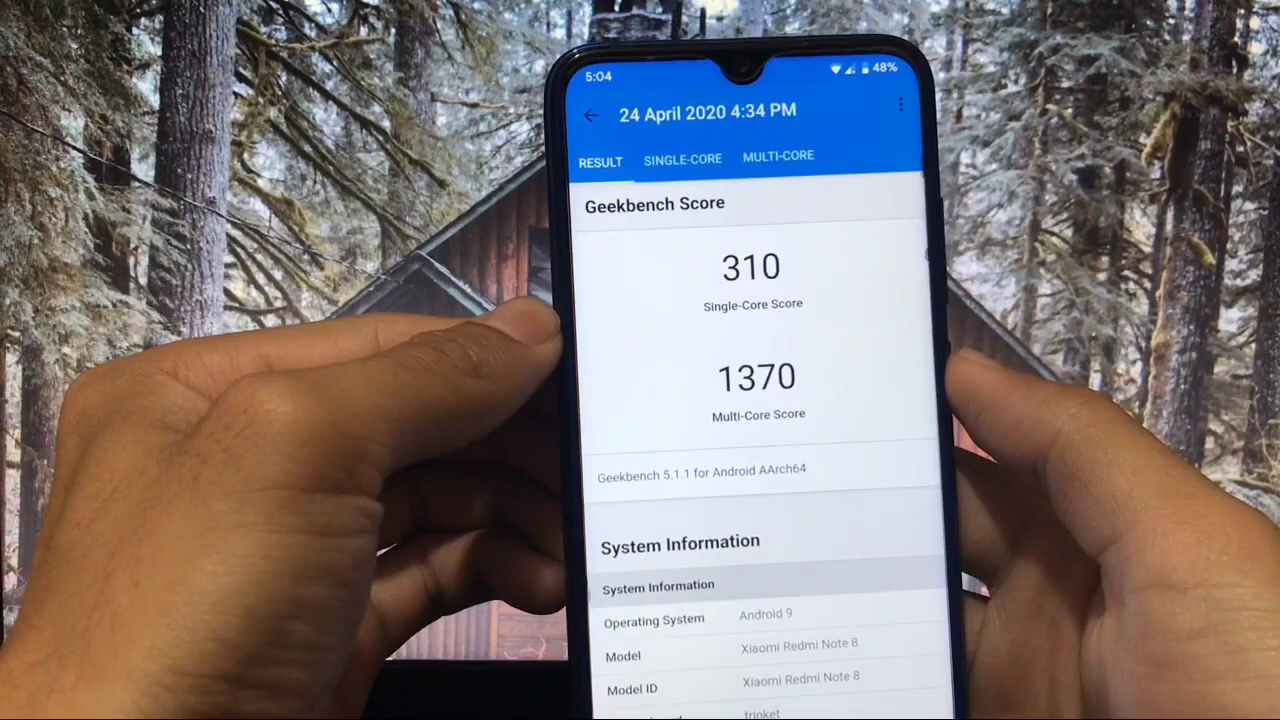 5:04 48%
24 April 2020 4:34 PM
RESULT SINGLE-CORE MULTI-CORE
Geekbench Score
310
Single-Core Score
1370
Multi-Core Score
Geekbench 5.1.1 for Android AArch64
System Information
System Information
Operating System Android 9
Model Xiaomi Redmi Note 8
Model ID Xiaomi Redmi Note 8
trinket